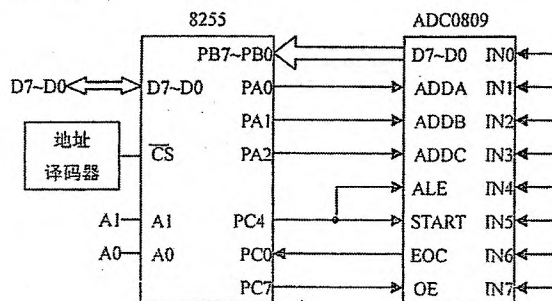 8255
ADC0809
PB7~PB0
D7~D0
IN0
D7~D0
D7~D0
PA0
ADDA
IN1
PA1
ADDB
IN2
地址
译码器
CS
PA2
ADDC
IN3
ALE
IN4
A1
A1
PC4
START
IN5
A0
A0
PC0
EOC
IN6
PC7
OE
IN7